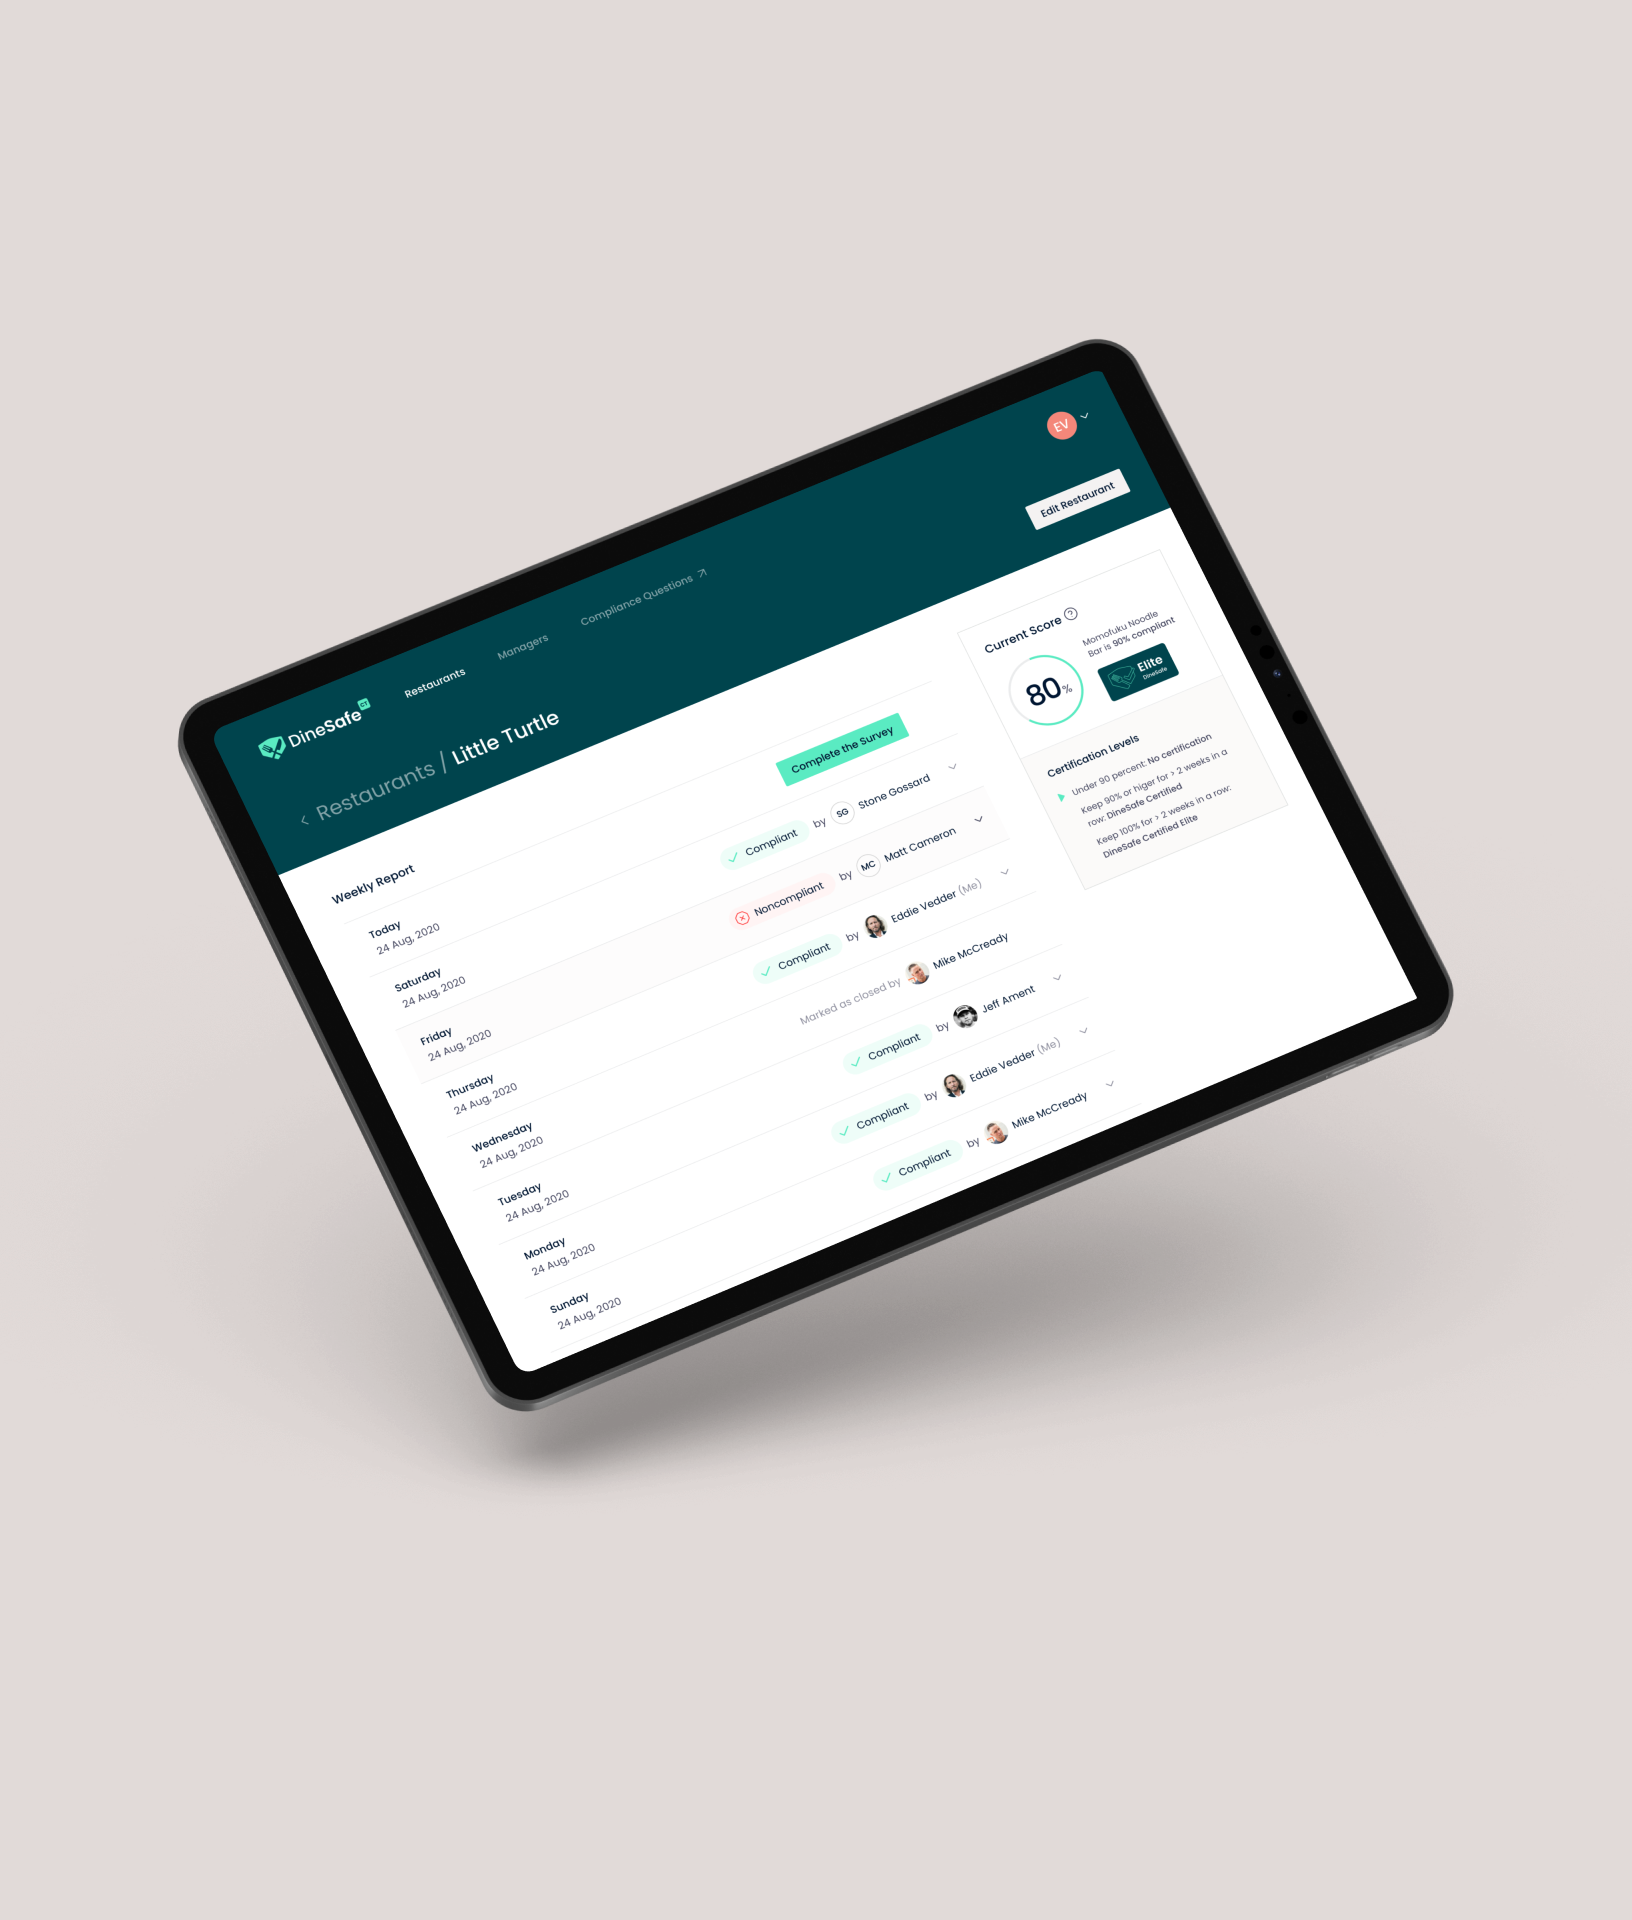 DineSafe CT
Restaurants
Managers
Compliance Questions
EV
Restaurants / Little Turtle
Edit Restaurant
Weekly Report
Today
24 Aug, 2020
Complete the Survey
Saturday
24 Aug, 2020
Compliant by SG Stone Gossard
Friday
24 Aug, 2020
Noncompliant by MC Matt Cameron
Thursday
24 Aug, 2020
Compliant by Eddie Vedder (Me)
Wednesday
24 Aug, 2020
Marked as closed by Mike McCready
Tuesday
24 Aug, 2020
Compliant by Jeff Ament
Monday
24 Aug, 2020
Compliant by Eddie Vedder (Me)
Sunday
24 Aug, 2020
Compliant by Mike McCready
Current Score ?
80%
Momofuku Noodle
Bar is 90% compliant
Elite
DineSafe
Certification Levels
Under 90 percent: No certification
Keep 90% or higer for > 2 weeks in a
row: DineSafe Certified
Keep 100% for > 2 weeks in a row:
DineSafe Certified Elite